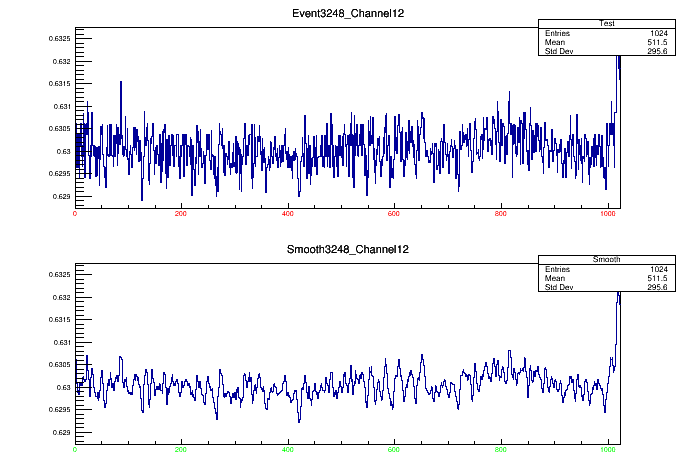 Event3248_Channel12
Test
Entries 1024
Mean 511.5
Std Dev 295.6
0.6325
0.632
0.6315
0.631
0.6305
0.63
0.6295
0.629
0 200 400 600 800 1000
Smooth3248_Channel12
Smooth
Entries 1024
Mean 511.5
Std Dev 295.6
0.6325
0.632
0.6315
0.631
0.6305
0.63
0.6295
0.629
0 200 400 600 800 1000